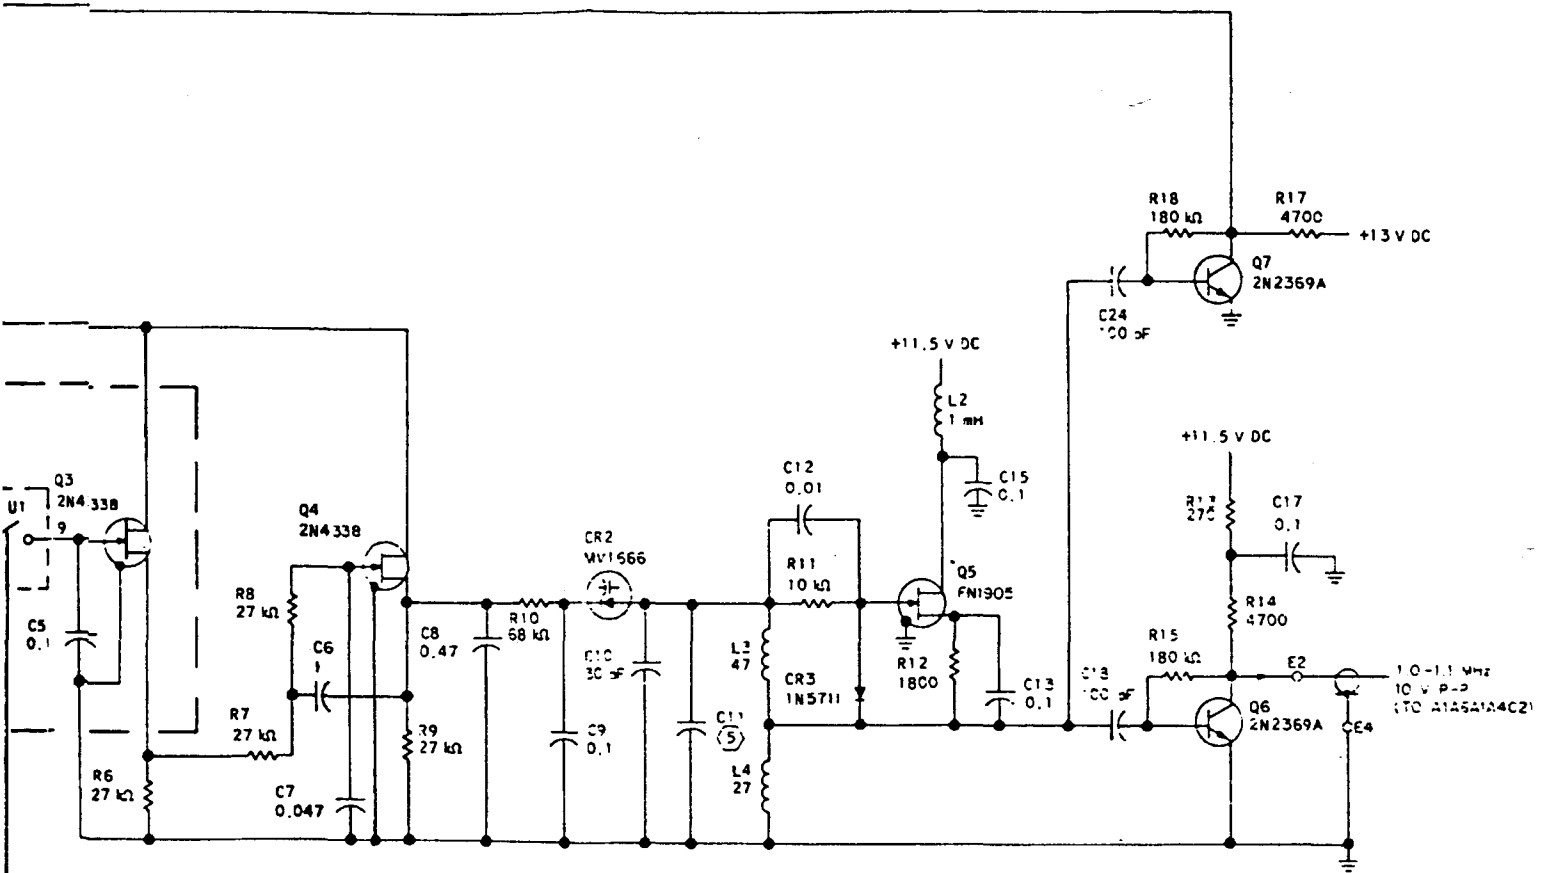 R18
180 kΩ
R17
4700
+13 V DC
Q7
2N2369A
C24
+11.5 V DC
L2
1 mH
+11.5 V DC
Q3
2N4338
U1
9
Q4
2N4338
C12
0.01
C15
0.1
C17
0.1
CR2
MV1666
R11
10 kΩ
Q5
FN1905
R8
27 kΩ
C5
0.1
R10
68 kΩ
R14
4700
C6
C8
0.47
L3
47
R12
1800
R15
180 kΩ
E2
CR3
1N5711
C13
0.1
10 V P-P
(TO A1A6A1A4C2)
R7
27 kΩ
R9
27 kΩ
C9
0.1
C11
5
Q6
2N2369A
E4
R6
27 kΩ
C7
0.047
L4
27